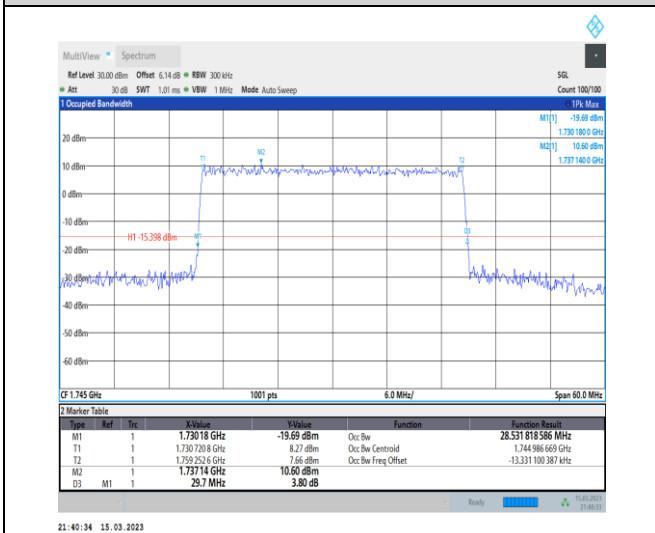 MultiView Spectrum
Ref Level 30.00 dBm Offset 6.14 dB RBW 300 kHz SGL
Att 30 dB SWT 1.01 ms VBW 1 MHz Mode Auto Sweep Count 100/100
1 Occupied Bandwidth 1Pk Max
M1[1] -19.69 dBm
1.730 180 0 GHz
M2[1] 10.60 dBm
1.737 140 0 GHz
20 dBm
T1 M2 T2
10 dBm
0 dBm
-10 dBm
H1 -15.398 dBm M1 D3
-20 dBm
-30 dBm
-40 dBm
-50 dBm
-60 dBm
CF 1.745 GHz 1001 pts 6.0 MHz/ Span 60.0 MHz
2 Marker Table
Type Ref Trc X-Value Y-Value Function Function Result
M1 1 1.73018 GHz -19.69 dBm Occ Bw 28.531 818 586 MHz
T1 1 1.730 720 8 GHz 8.27 dBm Occ Bw Centroid 1.744 986 669 GHz
T2 1 1.759 252 6 GHz 7.66 dBm Occ Bw Freq Offset -13.331 100 387 kHz
M2 1 1.73714 GHz 10.60 dBm
D3 M1 1 29.7 MHz 3.80 dB
Ready 15.03.2023
21:40:33
21:40:34 15.03.2023